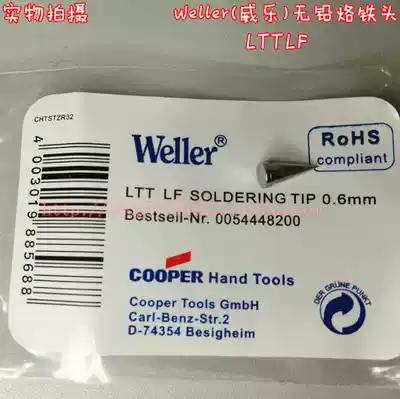 实物拍摄
Weller(威乐)无铅烙铁头
LTTLF
CHTSTZR32
4 003019 885688
Weller®
RoHS
compliant
LTT LF SOLDERING TIP 0.6mm
Bestsell-Nr. 0054448200
COOPER Hand Tools
Cooper Tools GmbH
Carl-Benz-Str.2
D-74354 Besigheim
DER GRÜNE PUNKT